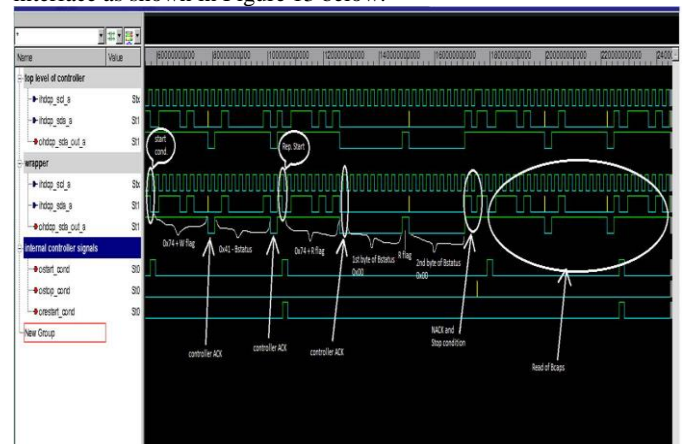 interface as shown in Figure 15 below.
Name
Value
top level of controller
ihdcp_scl_a
Stx
ihdcp_sda_a
St1
ohdcp_sda_out_a
St1
start cond.
Rep. Start
wrapper
ihdcp_scl_a
Stx
ihdcp_sda_a
St1
ohdcp_sda_out_a
St1
0x74 + W flag
0x41 - Bstatus
0x74 + R flag
1st byte of Bstatus
0x00
R flag
2nd byte of Bstatus
0x00
internal controller signals
ostart_cond
St0
ostop_cond
St0
orestart_cond
St0
New Group
controller ACK
controller ACK
controller ACK
NACK and
Stop condition
Read of Bcaps